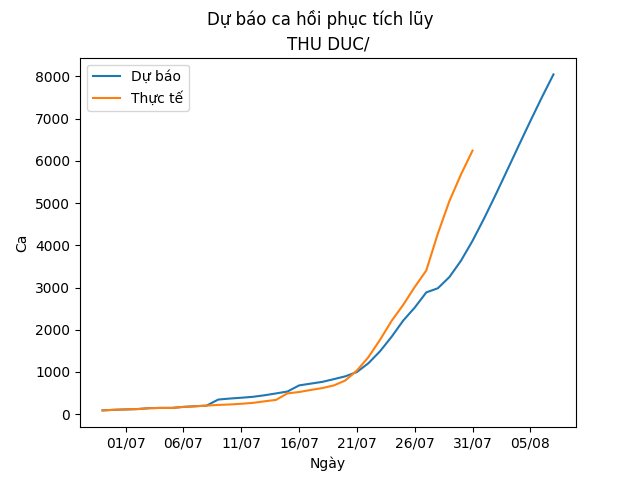 Dự báo ca hồi phục tích lũy
THU DUC/
Dự báo
Thực tế
8000
7000
6000
5000
4000
3000
2000
1000
0
Ca
01/07 06/07 11/07 16/07 21/07 26/07 31/07 05/08
Ngày